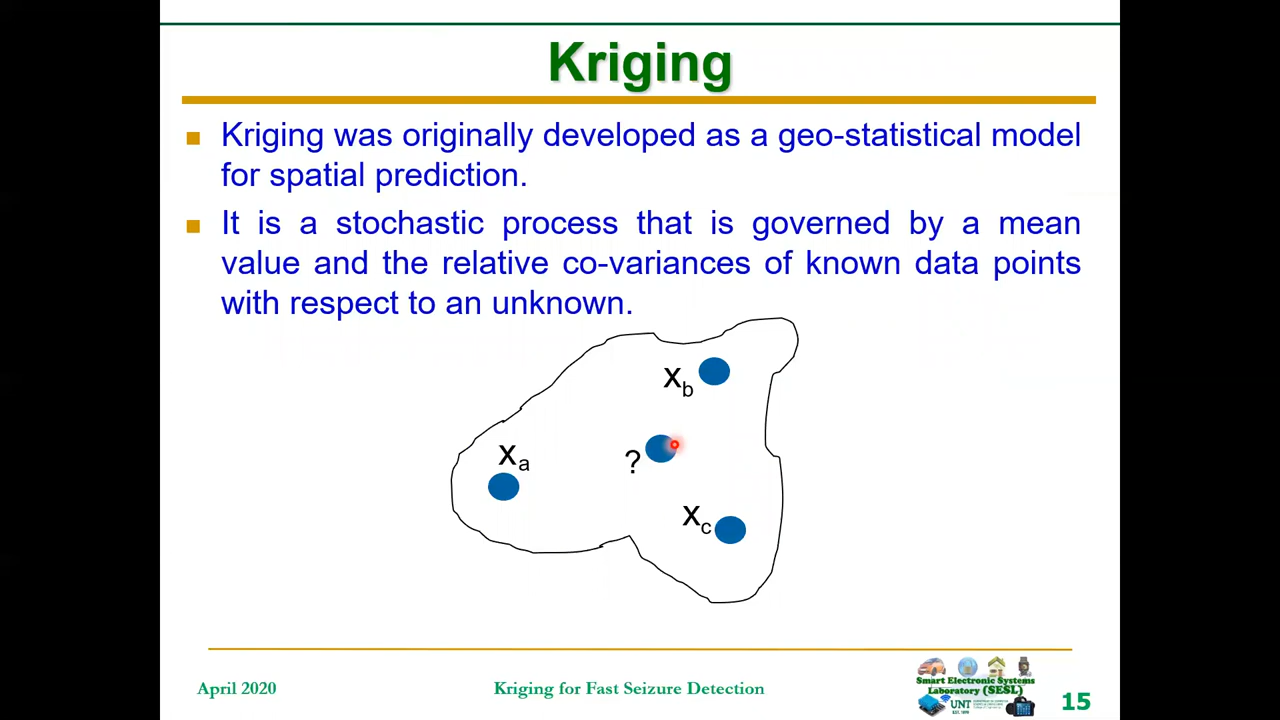 Kriging
Kriging was originally developed as a geo-statistical model
for spatial prediction.
It is a stochastic process that is governed by a mean
value and the relative co-variances of known data points
with respect to an unknown.
xb
xa
?
xc
April 2020
Kriging for Fast Seizure Detection
Smart Electronic Systems
Laboratory (SESL)
UNT
15